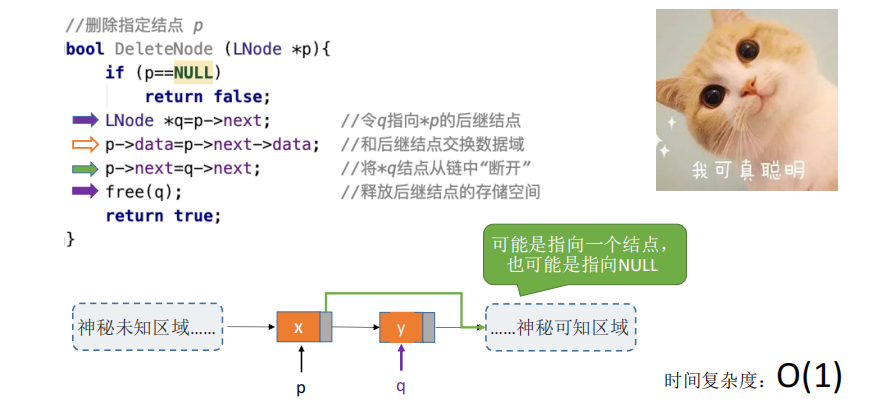 //删除指定结点 p
bool DeleteNode (LNode *p){
if (p==NULL)
return false;
LNode *q=p->next; //令q指向*p的后继结点
p->data=p->next->data; //和后继结点交换数据域
p->next=q->next; //将*q结点从链中“断开”
free(q); //释放后继结点的存储空间
return true;
}
我可真聪明
可能是指向一个结点，
也可能是指向NULL
神秘未知区域…… x y ……神秘可知区域
p q
时间复杂度：O(1)